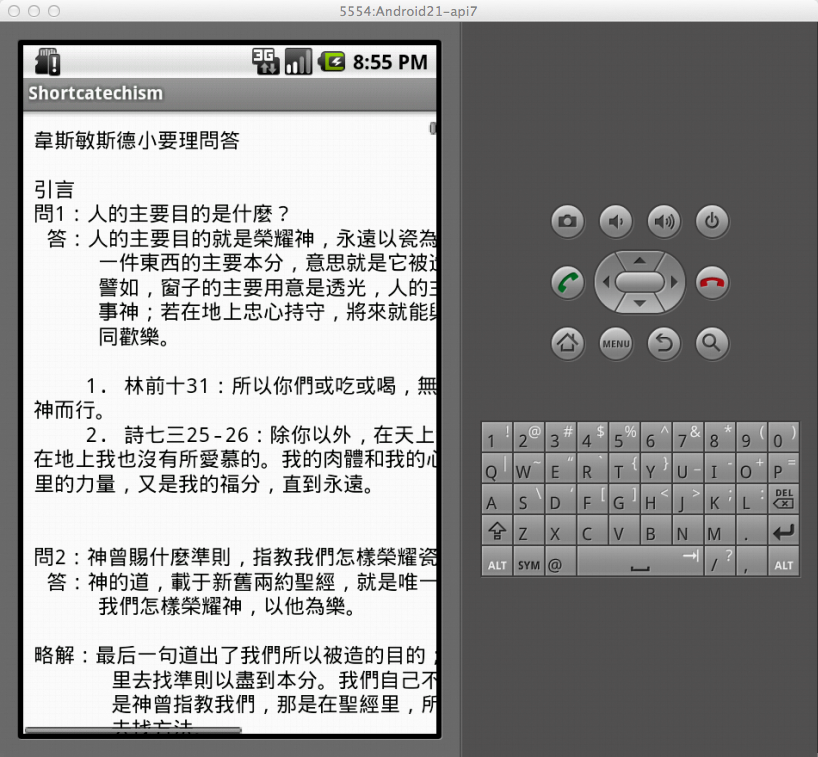 5554:Android21-api7
3G 8:55 PM
Shortcatechism
韋斯敏斯德小要理問答
引言
問1：人的主要目的是什麼？
答：人的主要目的就是榮耀神，永遠以瓷為
一件東西的主要本分，意思就是它被造
譬如，窗子的主要用意是透光，人的主
事神；若在地上忠心持守，將來就能與
同歡樂。
1. 林前十31：所以你們或吃或喝，無
神而行。
2. 詩七三25-26：除你以外，在天上
在地上我也沒有所愛慕的。我的肉體和我的心
里的力量，又是我的福分，直到永遠。
問2：神曾賜什麼準則，指教我們怎樣榮耀瓷
答：神的道，載于新舊兩約聖經，就是唯一
我們怎樣榮耀神，以他為樂。
略解：最后一句道出了我們所以被造的目的；
里去找準則以盡到本分。我們自己不
是神曾指教我們，那是在聖經里，所
去找方法
MENU
1 ! 2 @ 3 # 4 $ 5 % 6 ^ 7 & 8 * 9 ( 0 )
Q | W ~ E " R ` T { Y } U _ I - O + P =
A S \ D ' F [ G ] H < J > K ; L : DEL
Z X C V B N M .
ALT SYM @ / ? , ALT